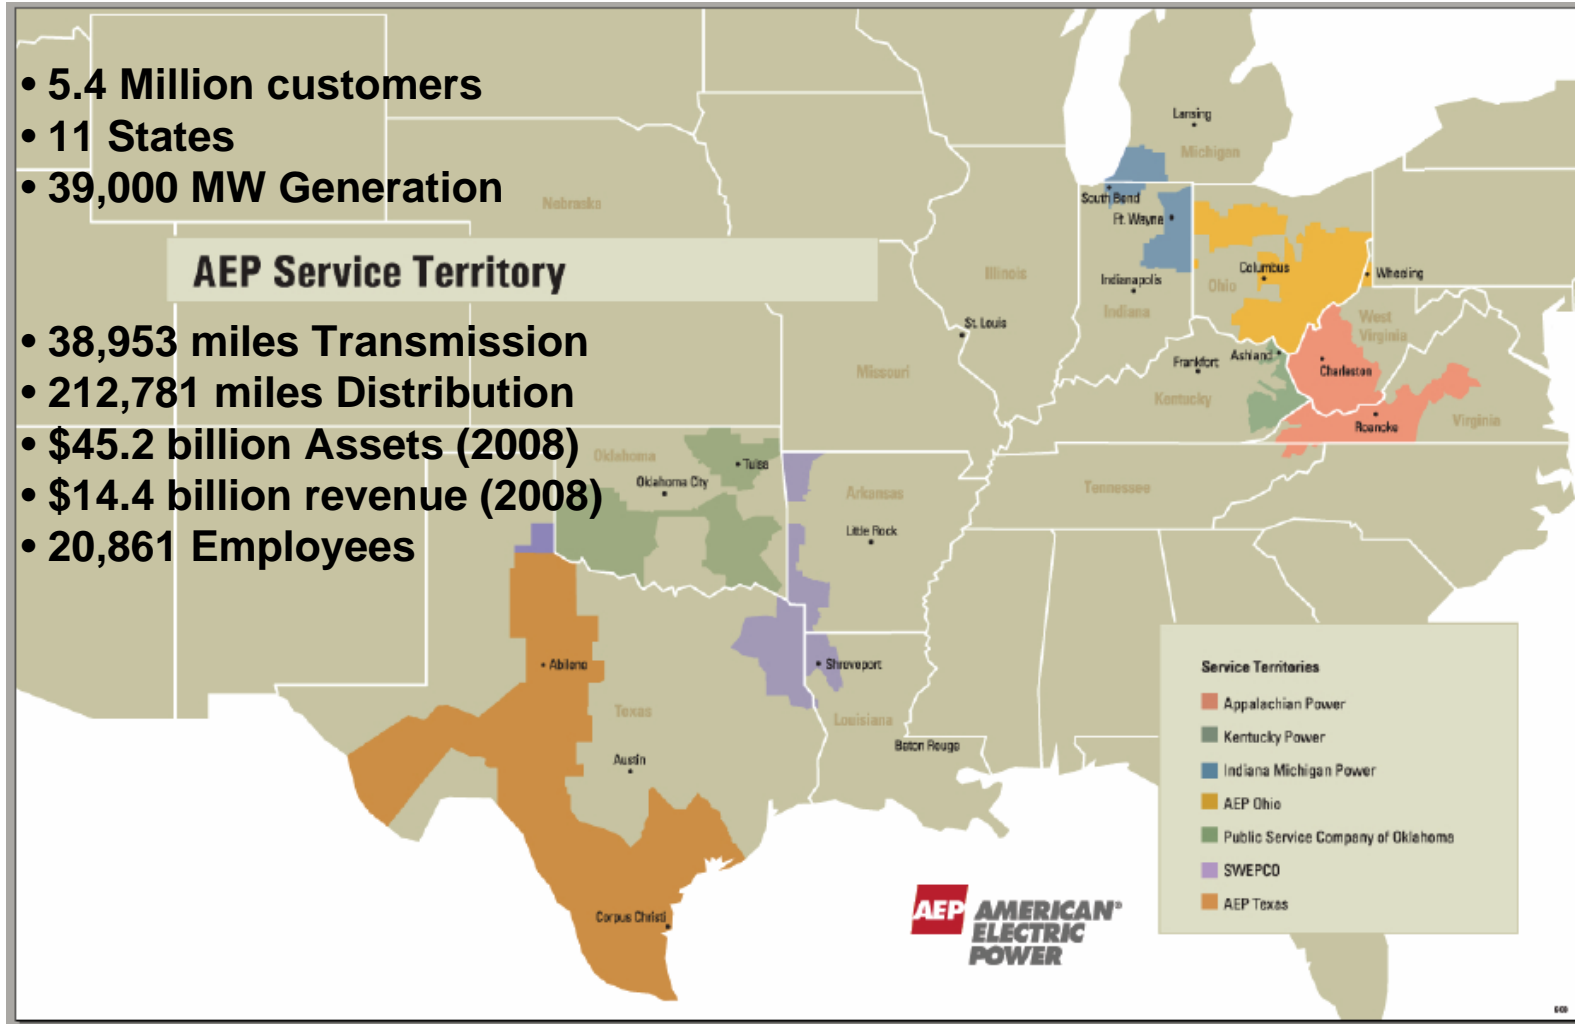 • 5.4 Million customers
• 11 States
• 39,000 MW Generation
AEP Service Territory
• 38,953 miles Transmission
• 212,781 miles Distribution
• $45.2 billion Assets (2008)
• $14.4 billion revenue (2008)
• 20,861 Employees
Lansing
Michigan
South Bend
Ft. Wayne
Nebraska
Illinois
Indianapolis
Indiana
Columbus
Ohio
Wheeling
St. Louis
West
Virginia
Missouri
Frankfort
Ashland
Charleston
Kentucky
Roanoke
Virginia
Oklahoma
Tulsa
Oklahoma City
Arkansas
Tennessee
Little Rock
Abilene
Shreveport
Texas
Louisiana
Austin
Baton Rouge
Corpus Christi
Service Territories
Appalachian Power
Kentucky Power
Indiana Michigan Power
AEP Ohio
Public Service Company of Oklahoma
SWEPCO
AEP Texas
AEP AMERICAN®
ELECTRIC
POWER